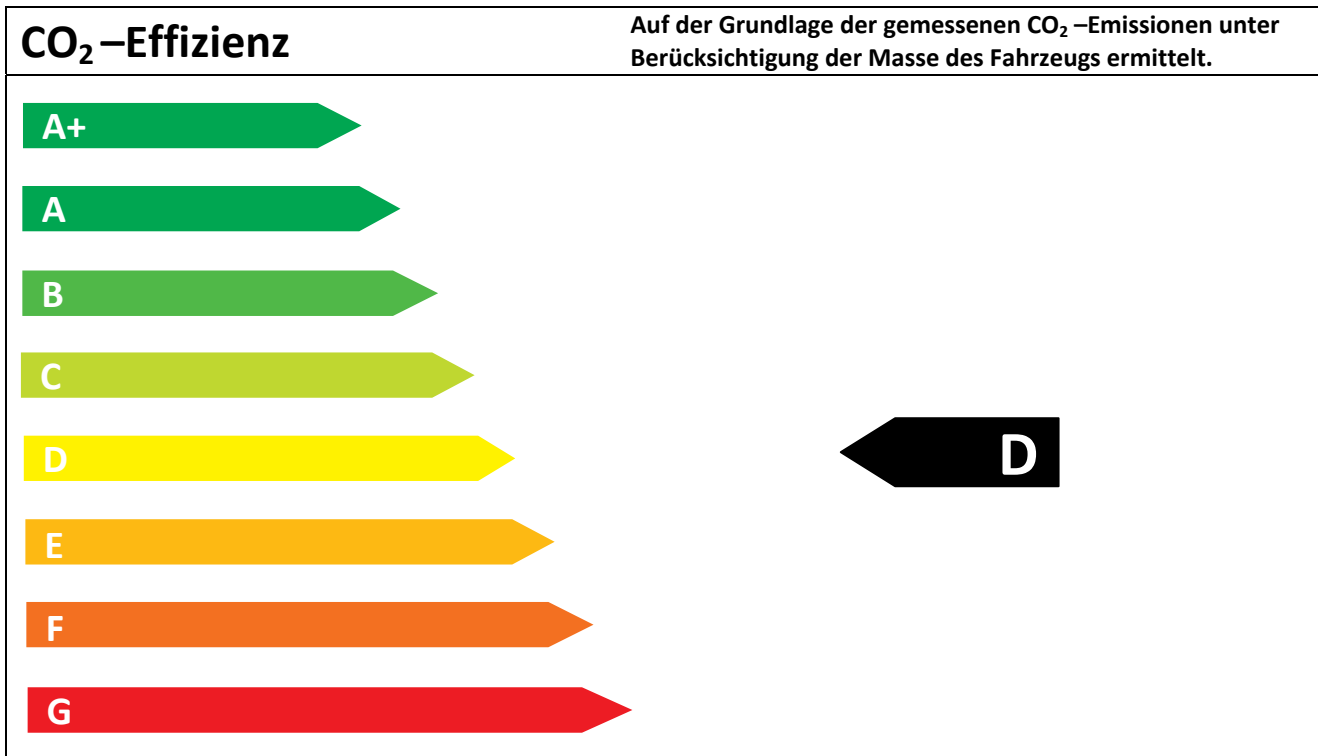 CO₂ –Effizienz
Auf der Grundlage der gemessenen CO₂ –Emissionen unter
Berücksichtigung der Masse des Fahrzeugs ermittelt.
A+
A
B
C
D
D
E
F
G